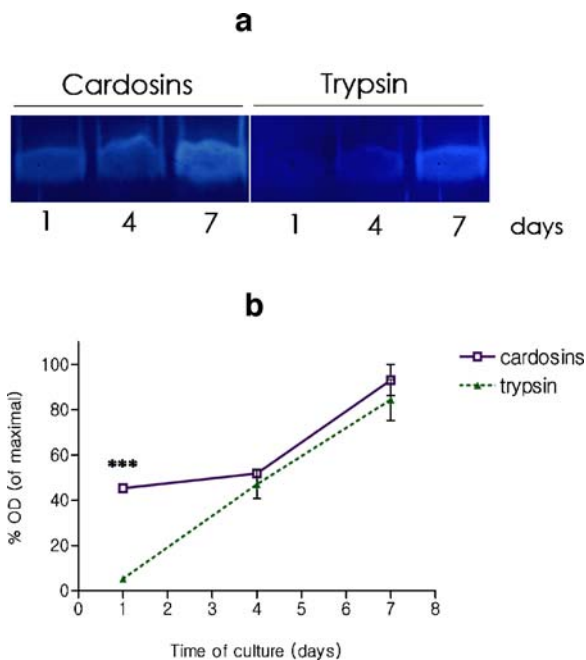 a
Cardosins Trypsin
1 4 7 1 4 7 days
b
% OD (of maximal)
100
80
60
40
20
0
***
cardosins
trypsin
0 1 2 3 4 5 6 7 8
Time of culture (days)